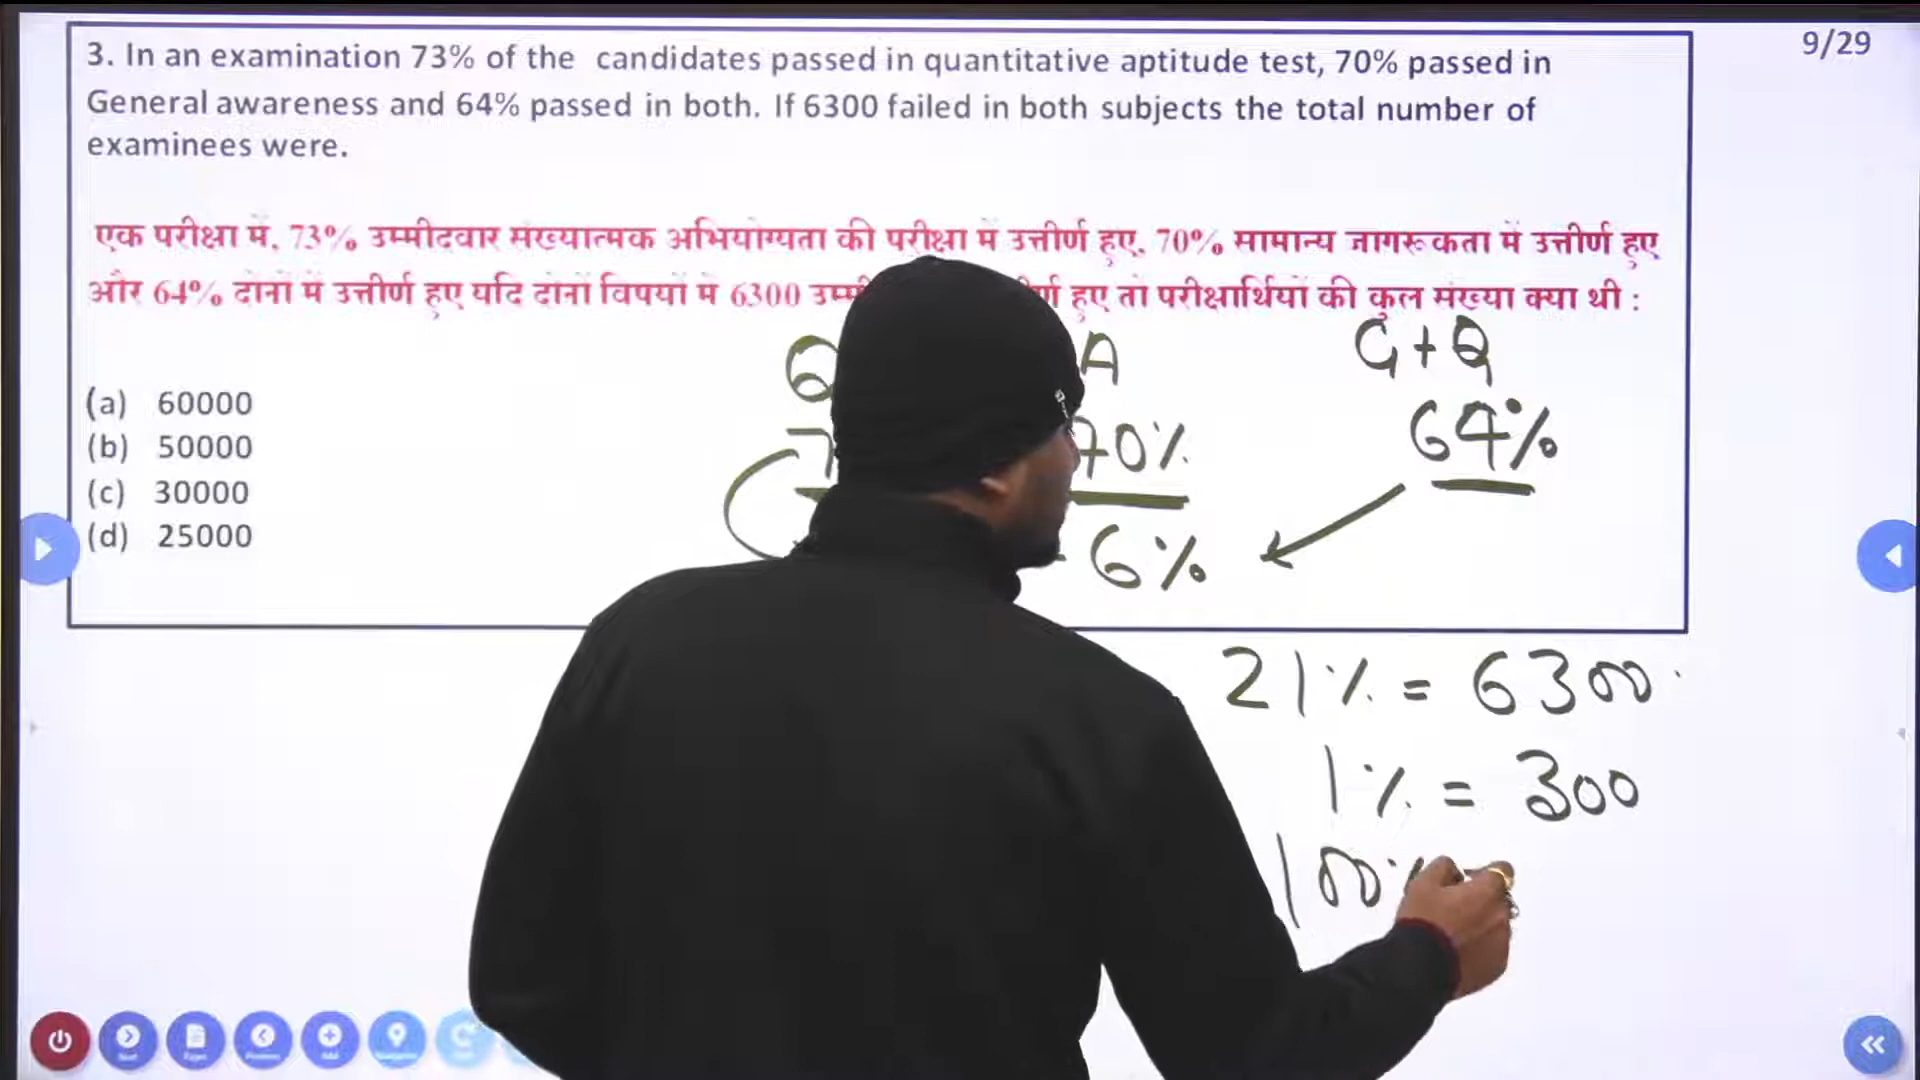 9/29
3. In an examination 73% of the candidates passed in quantitative aptitude test, 70% passed in
General awareness and 64% passed in both. If 6300 failed in both subjects the total number of
examinees were.
एक परीक्षा में, 73% उम्मीदवार संख्यात्मक अभियोग्यता की परीक्षा में उत्तीर्ण हुए, 70% सामान्य जागरूकता में उत्तीर्ण हुए
और 64% दोनों में उत्तीर्ण हुए यदि दोनों विषयों में 6300 हुए तो परीक्षार्थियों की कुल संख्या क्या थी :
(a) 60000
(b) 50000
(c) 30000
(d) 25000
Q A G+Q
7 70% 64%
6%
21% = 6300
1% = 300
100%